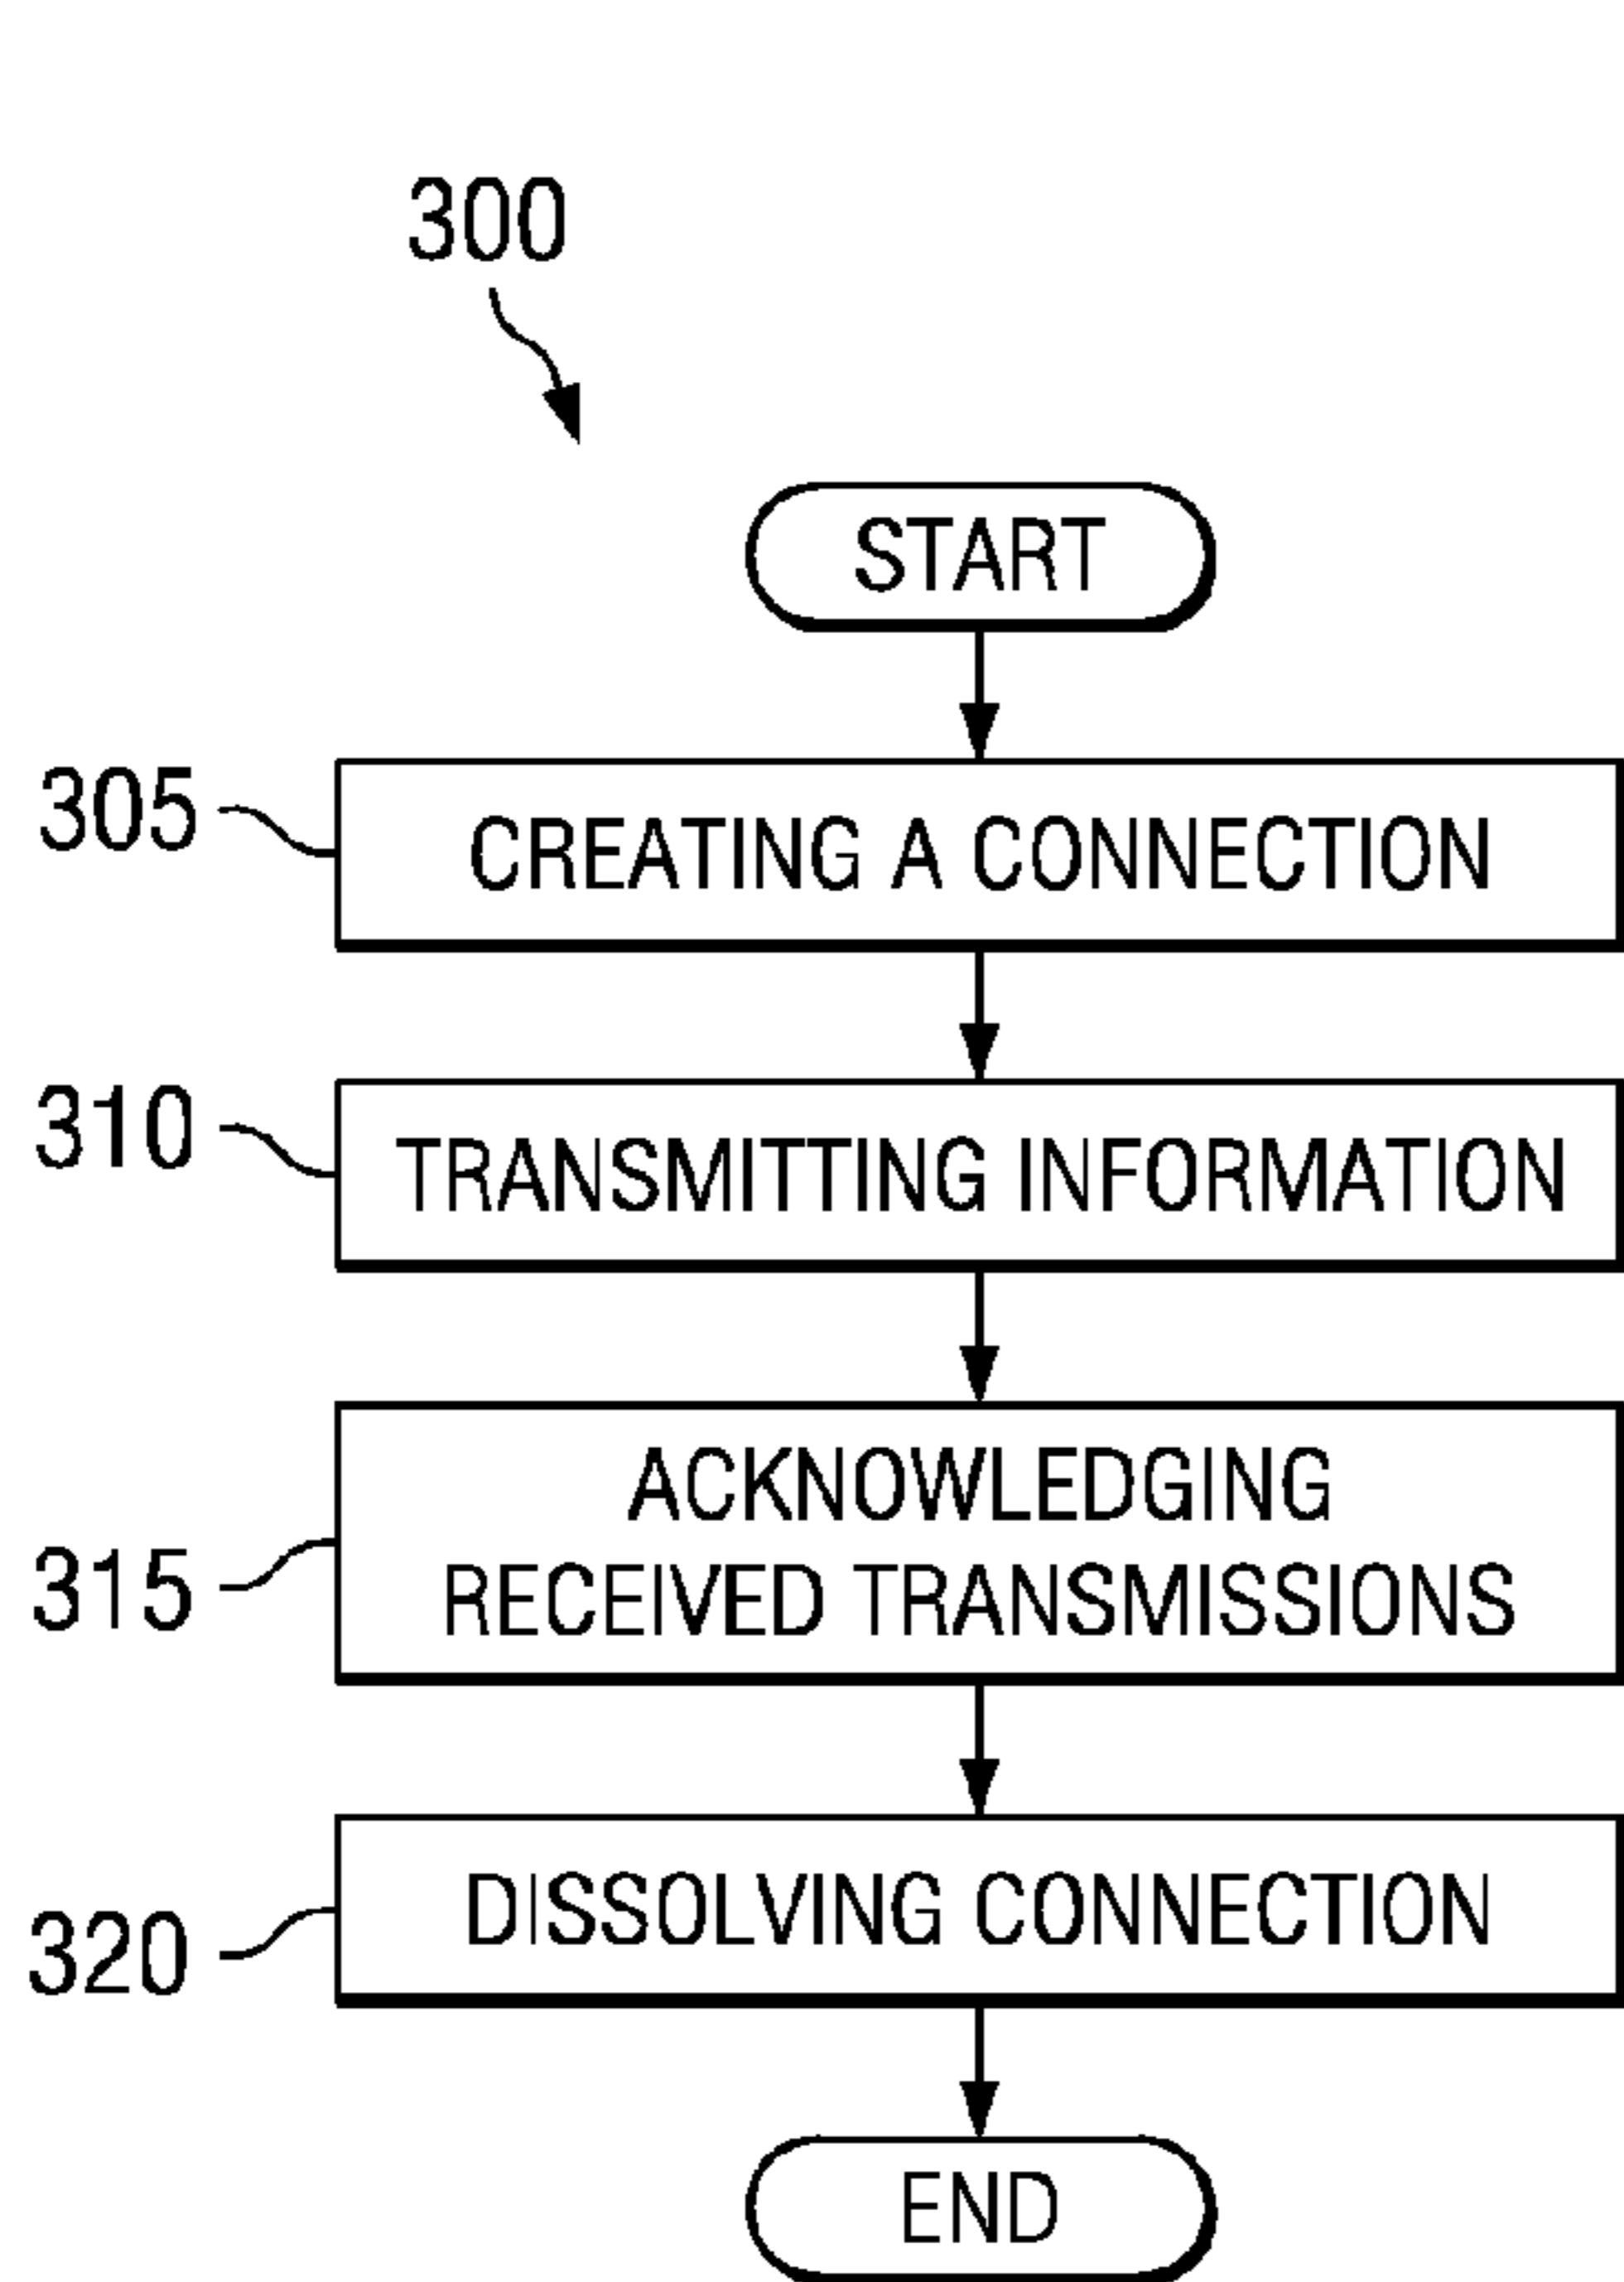 300
START
305
CREATING A CONNECTION
310
TRANSMITTING INFORMATION
ACKNOWLEDGING
315
RECEIVED TRANSMISSIONS
320
DISSOLVING CONNECTION
END